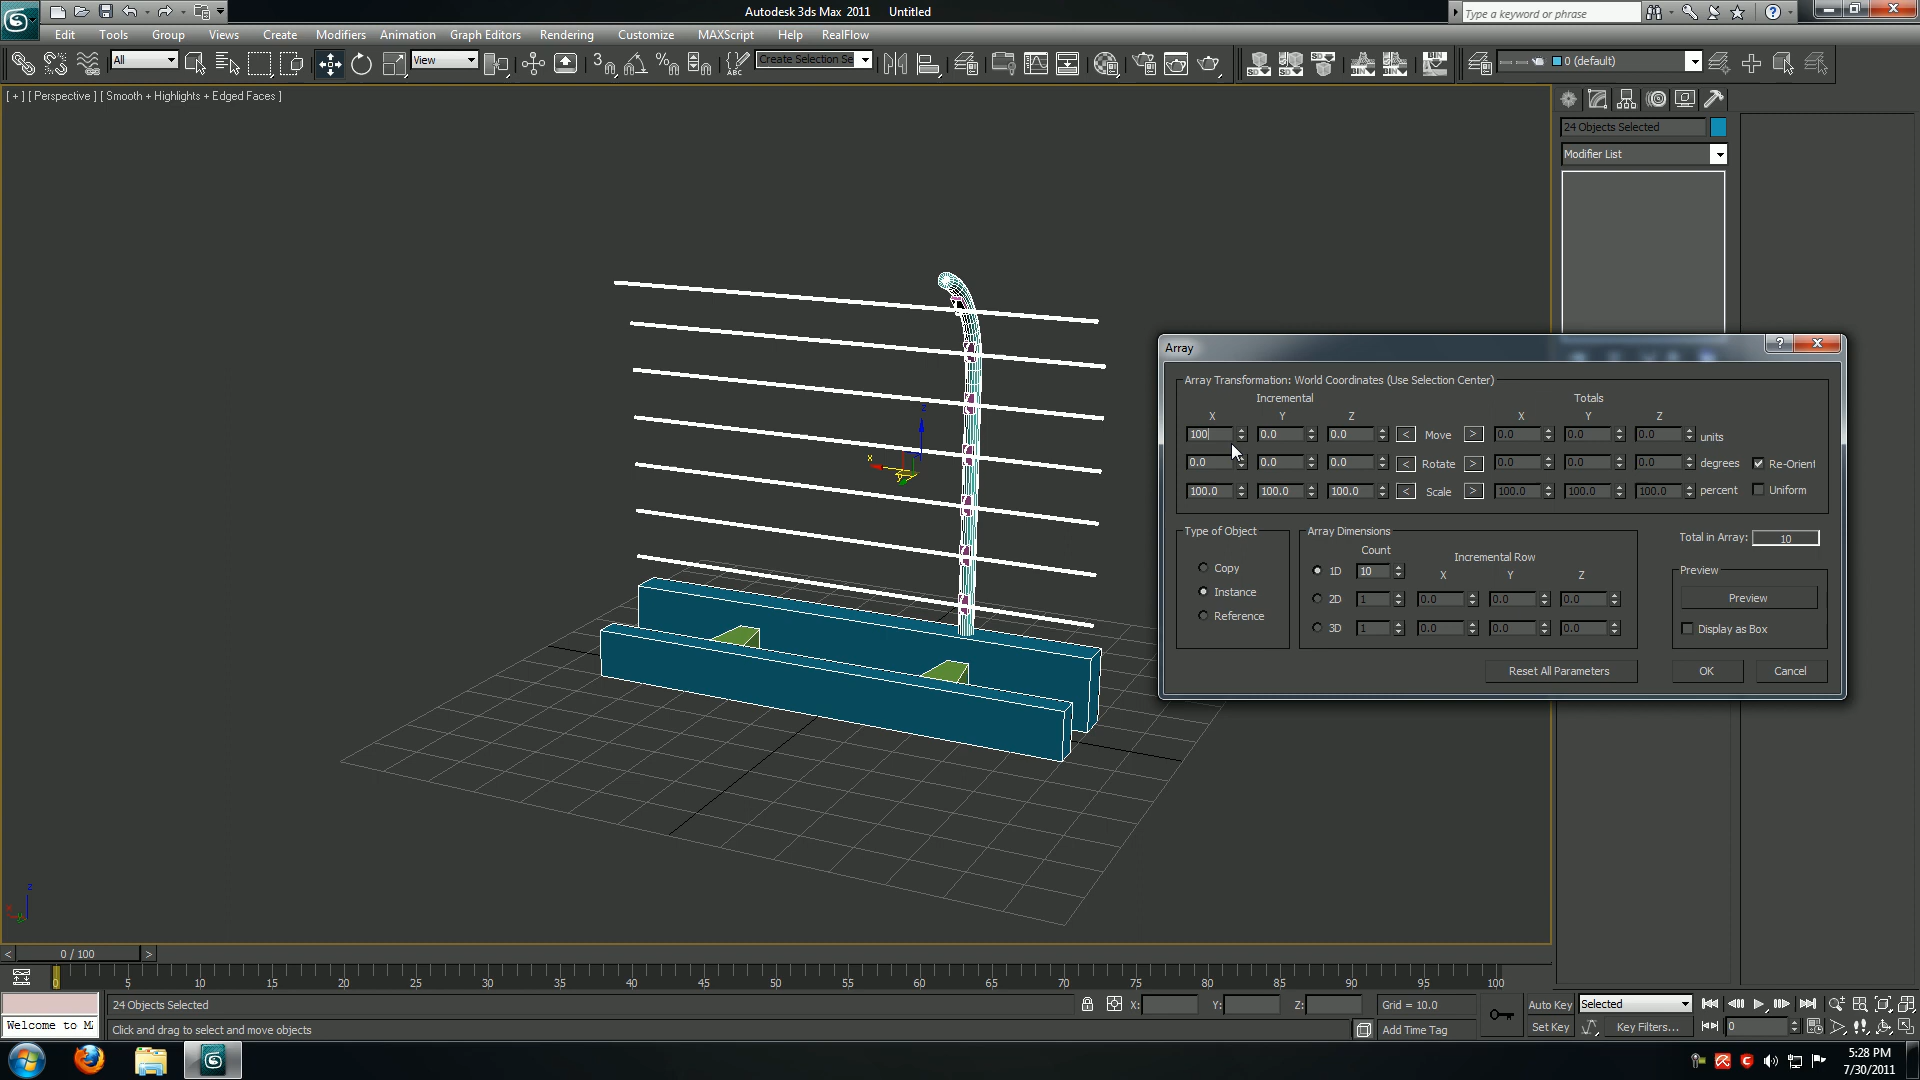 Autodesk 3ds Max 2011 Untitled
Type a keyword or phrase
Edit Tools Group Views Create Modifiers Animation Graph Editors Rendering Customize MAXScript Help RealFlow
All
View
Create Selection Se
0 (default)
[ + ] [ Perspective ] [ Smooth + Highlights + Edged Faces ]
24 Objects Selected
Modifier List
Array
Array Transformation: World Coordinates (Use Selection Center)
Incremental Totals
X Y Z X Y Z
100 0.0 0.0 < Move > 0.0 0.0 0.0 units
0.0 0.0 0.0 < Rotate > 0.0 0.0 0.0 degrees Re-Orient
100.0 100.0 100.0 < Scale > 100.0 100.0 100.0 percent Uniform
Type of Object
Copy
Instance
Reference
Array Dimensions
Count Incremental Row
X Y Z
1D 10
2D 1 0.0 0.0 0.0
3D 1 0.0 0.0 0.0
Total in Array: 10
Preview
Preview
Display as Box
Reset All Parameters OK Cancel
x
z
z
< 0 / 100 >
0 5 10 15 20 25 30 35 40 45 50 55 60 65 70 75 80 85 90 95 100
24 Objects Selected X: Y: Z: Grid = 10.0 Auto Key Selected
Welcome to M
Click and drag to select and move objects Add Time Tag Set Key Key Filters... 0
5:28 PM
7/30/2011